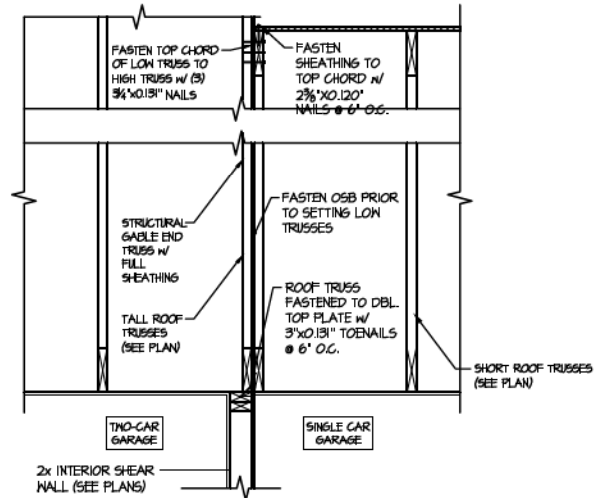 FASTEN TOP CHORD
OF LOW TRUSS TO
HIGH TRUSS W/ (3)
3¼"X0.131" NAILS
FASTEN
SHEATHING TO
TOP CHORD W/
2⅜"X0.120"
NAILS @ 6" O.C.
FASTEN OSB PRIOR
TO SETTING LOW
TRUSSES
STRUCTURAL
GABLE END
TRUSS W/
FULL
SHEATHING
TALL ROOF
TRUSSES
(SEE PLAN)
ROOF TRUSS
FASTENED TO DBL.
TOP PLATE W/
3"X0.131" TOENAILS
@ 6" O.C.
SHORT ROOF TRUSSES
(SEE PLAN)
TWO-CAR
GARAGE
SINGLE CAR
GARAGE
2x INTERIOR SHEAR
WALL (SEE PLANS)